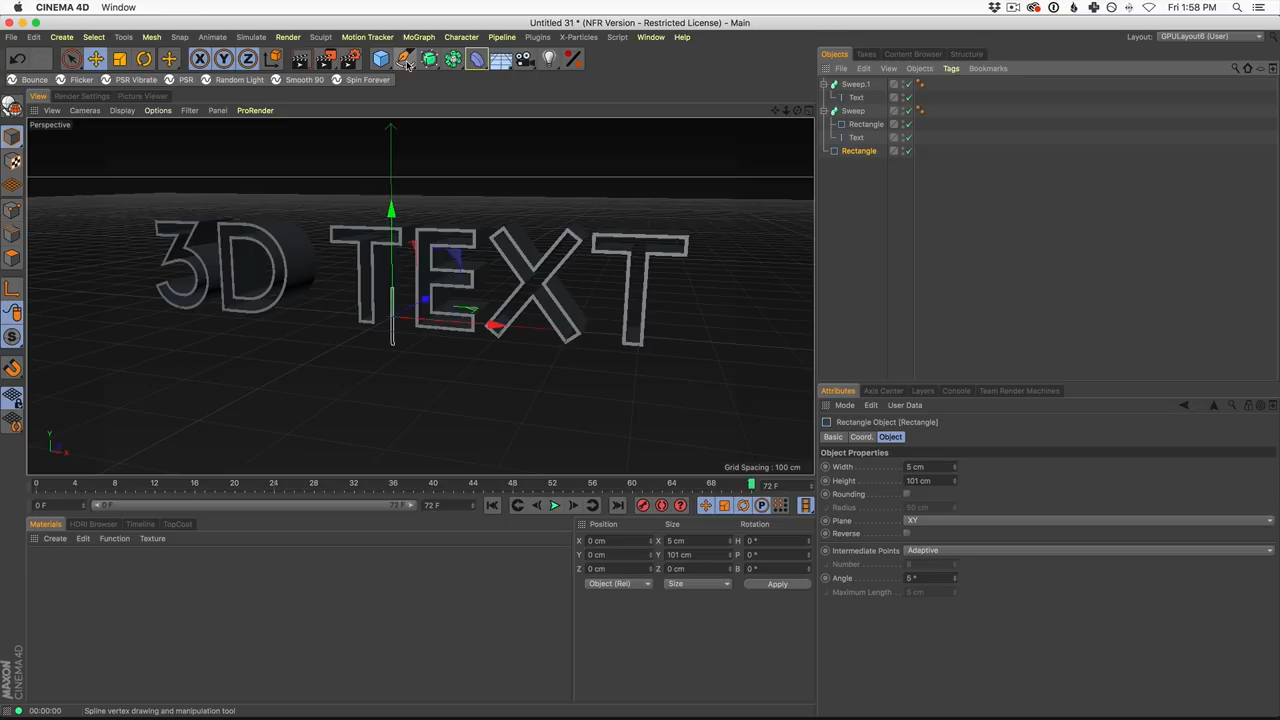 CINEMA 4D Window
Fri 1:58 PM
Untitled 31 * (NFR Version - Restricted License) - Main
File Edit Create Select Tools Mesh Snap Animate Simulate Render Sculpt Motion Tracker MoGraph Character Pipeline Plugins X-Particles Script Window Help
Layout: GPULayout6 (User)
Bounce Flicker PSR Vibrate PSR Random Light Smooth 90 Spin Forever
View Render Settings Picture Viewer
View Cameras Display Options Filter Panel ProRender
Perspective
3D TEXT
Y
X
Grid Spacing : 100 cm
0 4 8 12 16 20 24 28 32 36 40 44 48 52 56 60 64 68 72 F
0 F 0 F 72 F 72 F
Materials HDRI Browser Timeline TopCoat
Create Edit Function Texture
Position Size Rotation
X 0 cm X 5 cm H 0 °
Y 0 cm Y 101 cm P 0 °
Z 0 cm Z 0 cm B 0 °
Object (Rel) Size Apply
MAXON
CINEMA 4D
00:00:00 Spline vertex drawing and manipulation tool
Objects Takes Content Browser Structure
File Edit View Objects Tags Bookmarks
Sweep.1
Text
Sweep
Rectangle
Text
Rectangle
Attributes Axis Center Layers Console Team Render Machines
Mode Edit User Data
Rectangle Object [Rectangle]
Basic Coord. Object
Object Properties
Width 5 cm
Height 101 cm
Rounding
Radius 50 cm
Plane XY
Reverse
Intermediate Points Adaptive
Number 8
Angle 5 °
Maximum Length 5 cm